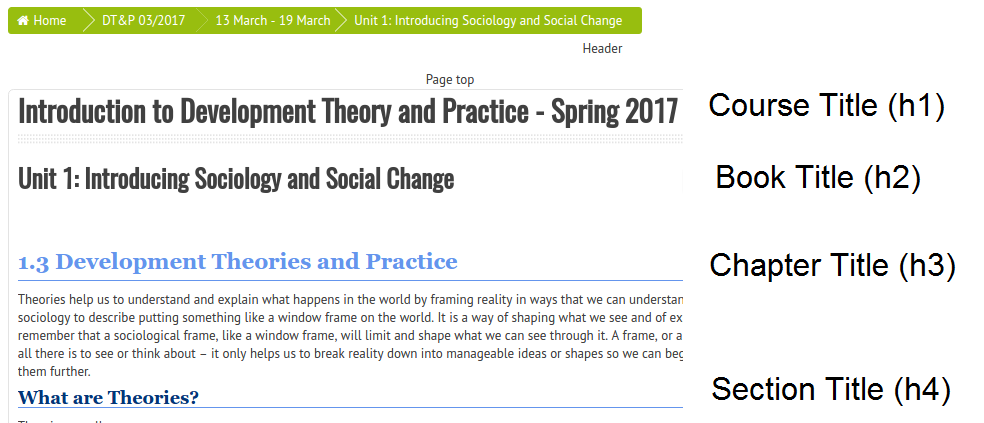 Home DT&P 03/2017 13 March - 19 March Unit 1: Introducing Sociology and Social Change
Header
Page top
Introduction to Development Theory and Practice - Spring 2017 Course Title (h1)
Unit 1: Introducing Sociology and Social Change Book Title (h2)
1.3 Development Theories and Practice Chapter Title (h3)
Theories help us to understand and explain what happens in the world by framing reality in ways that we can understan
sociology to describe putting something like a window frame on the world. It is a way of shaping what we see and of ex
remember that a sociological frame, like a window frame, will limit and shape what we can see through it. A frame, or a
all there is to see or think about – it only helps us to break reality down into manageable ideas or shapes so we can beg
them further.
What are Theories? Section Title (h4)